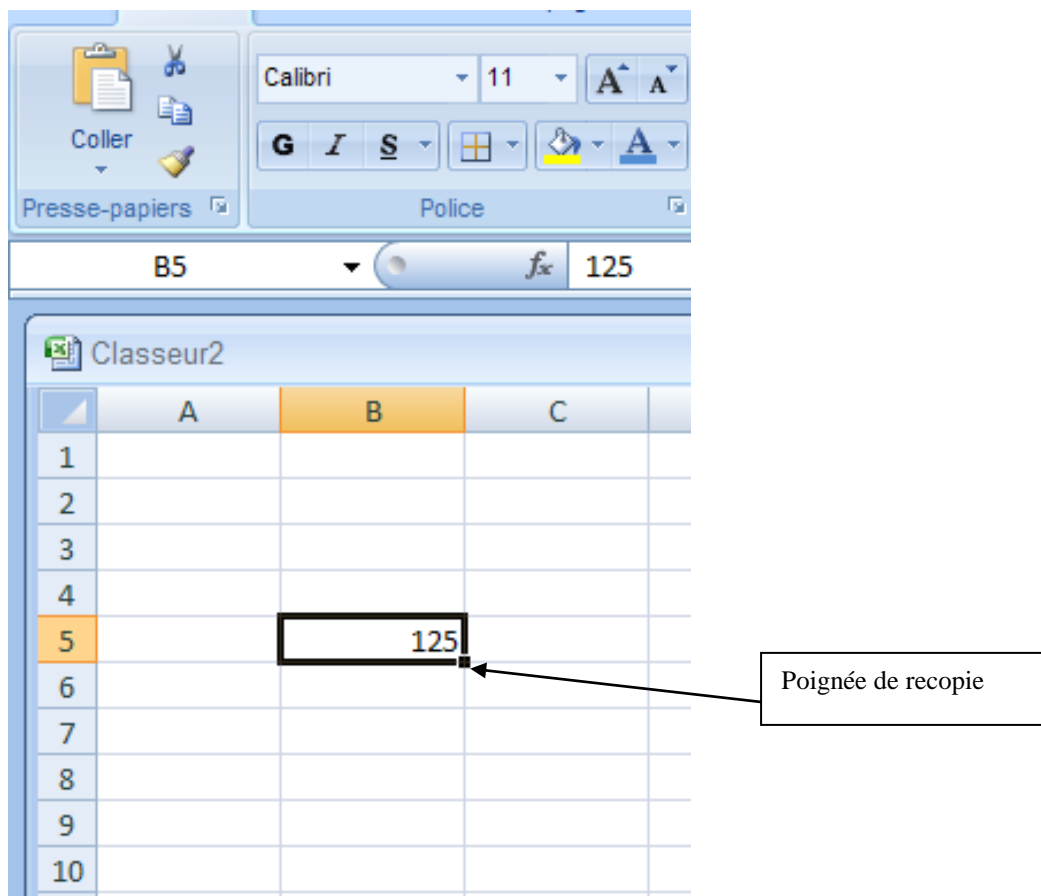 Calibri 11 A A
Coller
G I S A
Presse-papiers Police
B5 fx 125
Classeur2
A B C
1
2
3
4
5 125
6
7
8
9
10
Poignée de recopie